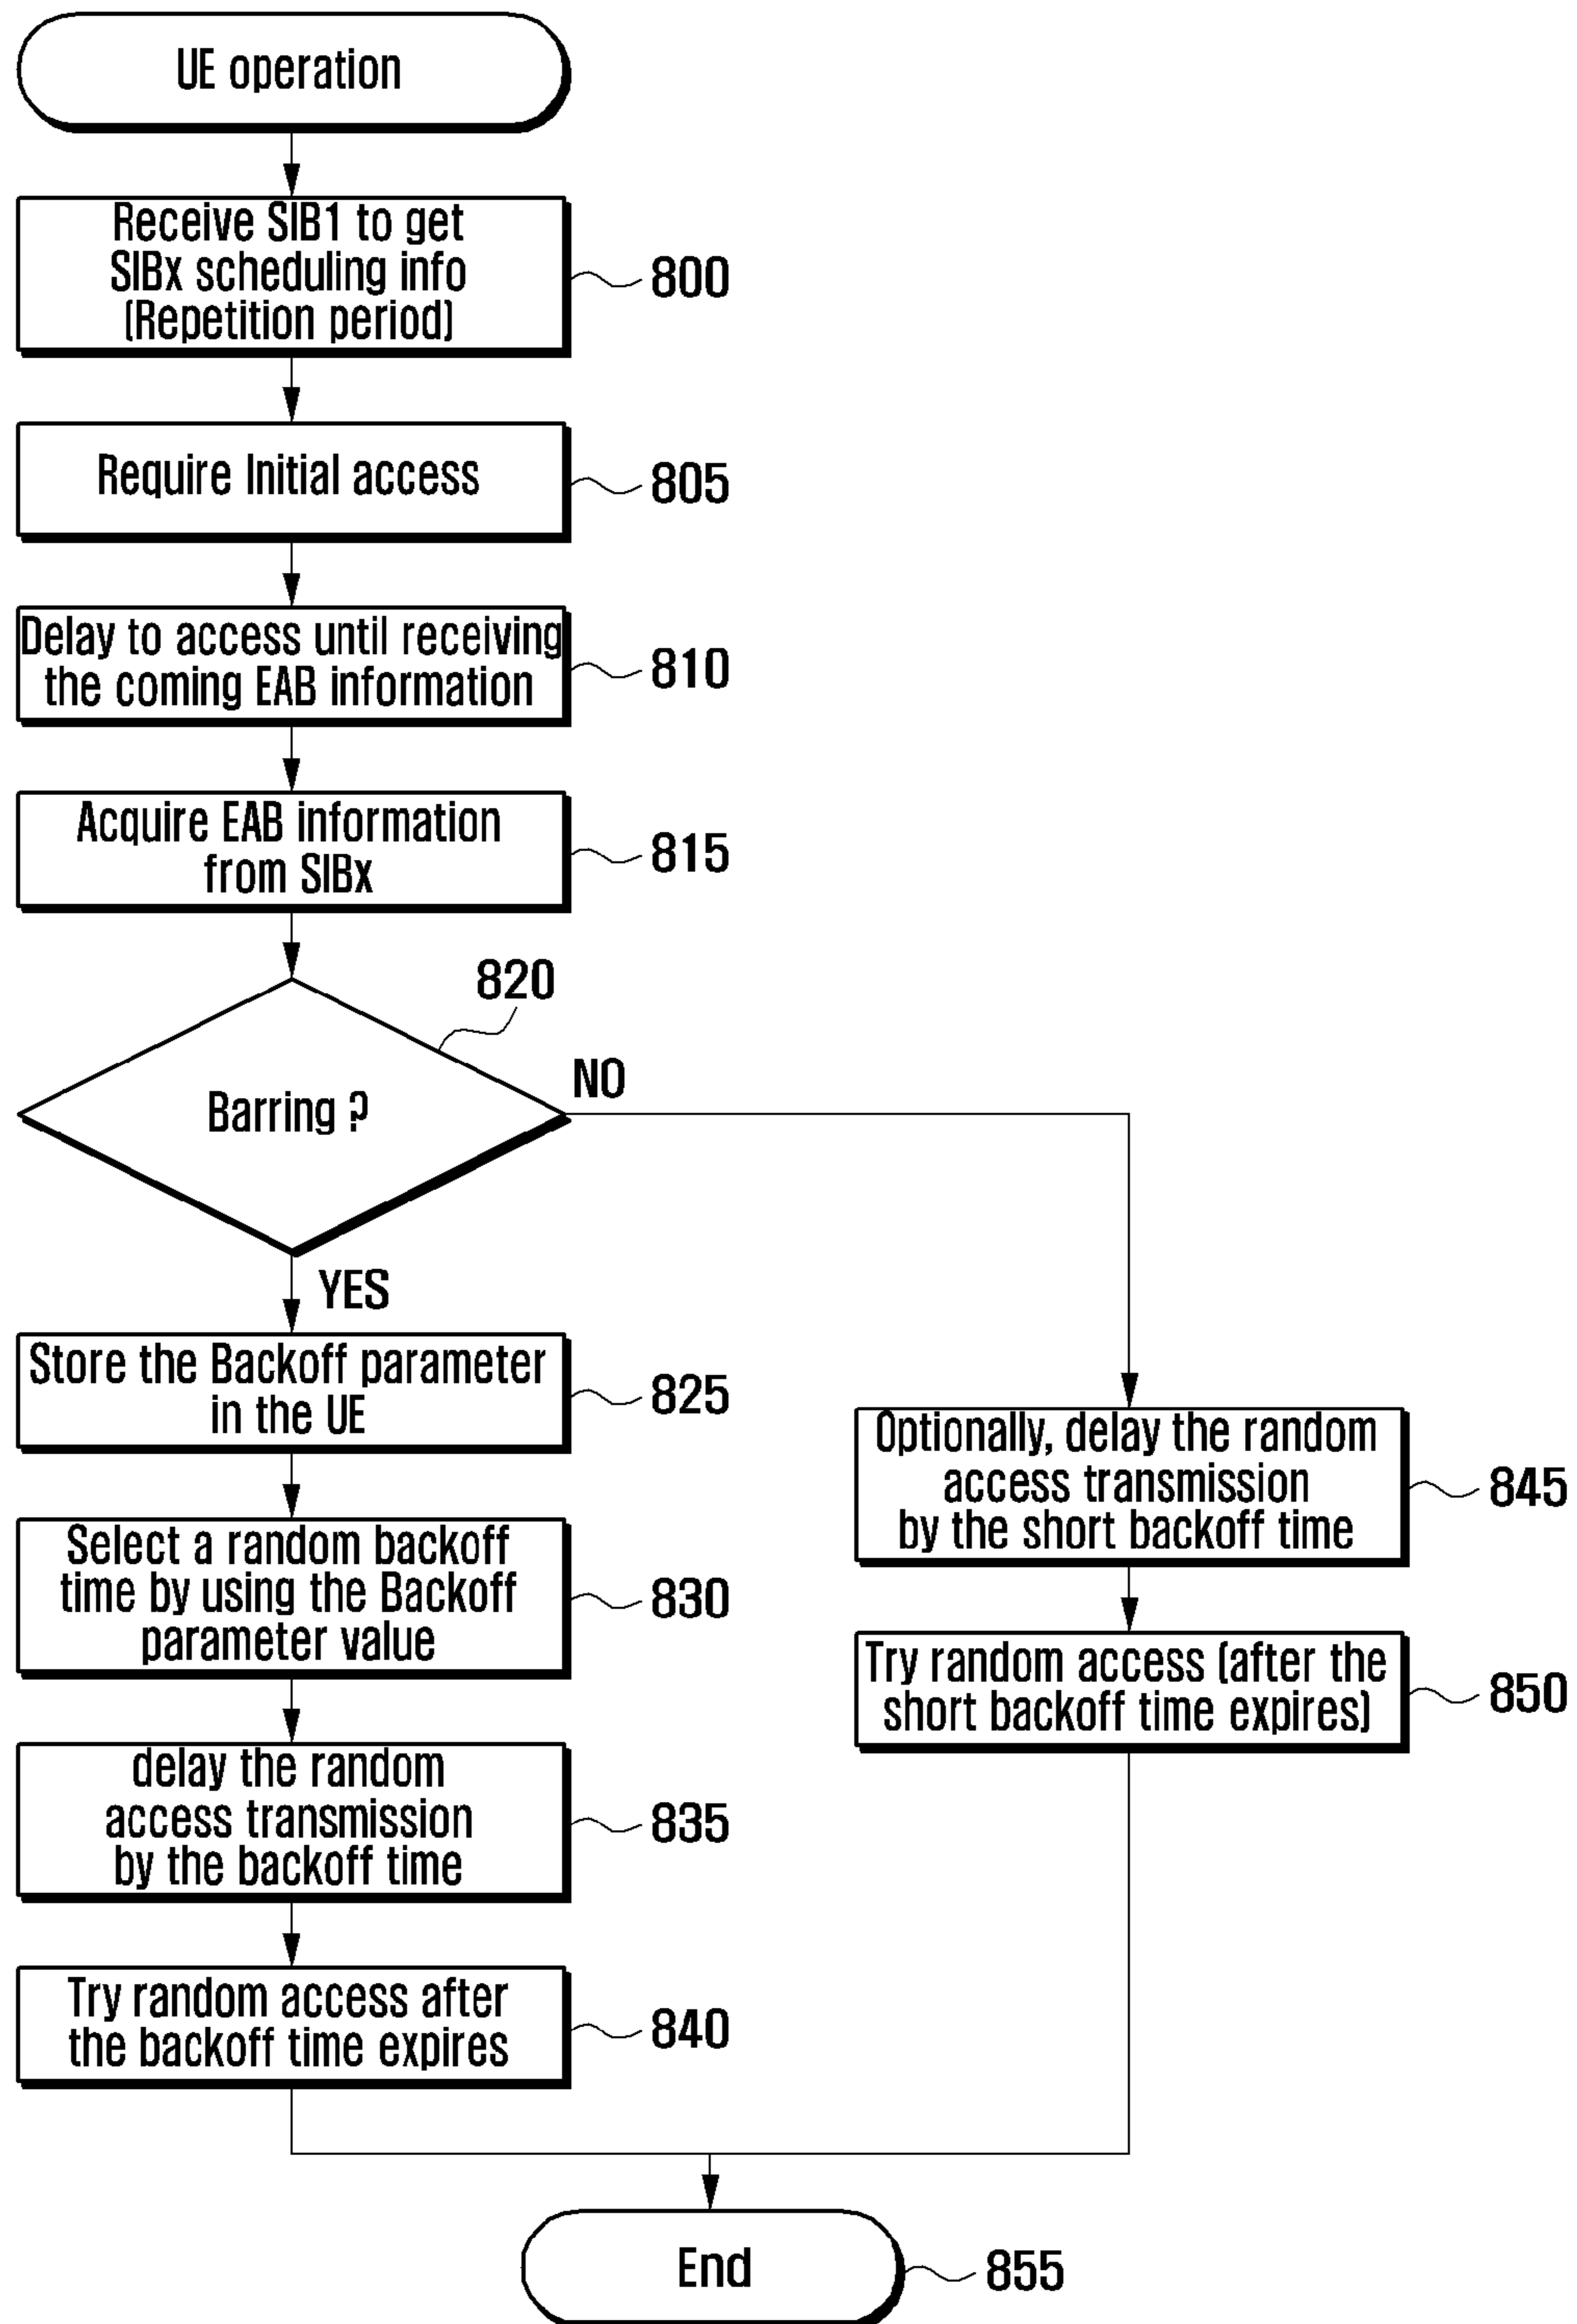 UE operation
Receive SIB1 to get
SIBx scheduling info
(Repetition period)
800
Require Initial access
805
Delay to access until receiving
the coming EAB information
810
Acquire EAB information
from SIBx
815
820
Barring ?
NO
YES
Store the Backoff parameter
in the UE
825
Select a random backoff
time by using the Backoff
parameter value
830
delay the random
access transmission
by the backoff time
835
Try random access after
the backoff time expires
840
Optionally, delay the random
access transmission
by the short backoff time
845
Try random access (after the
short backoff time expires)
850
End
855